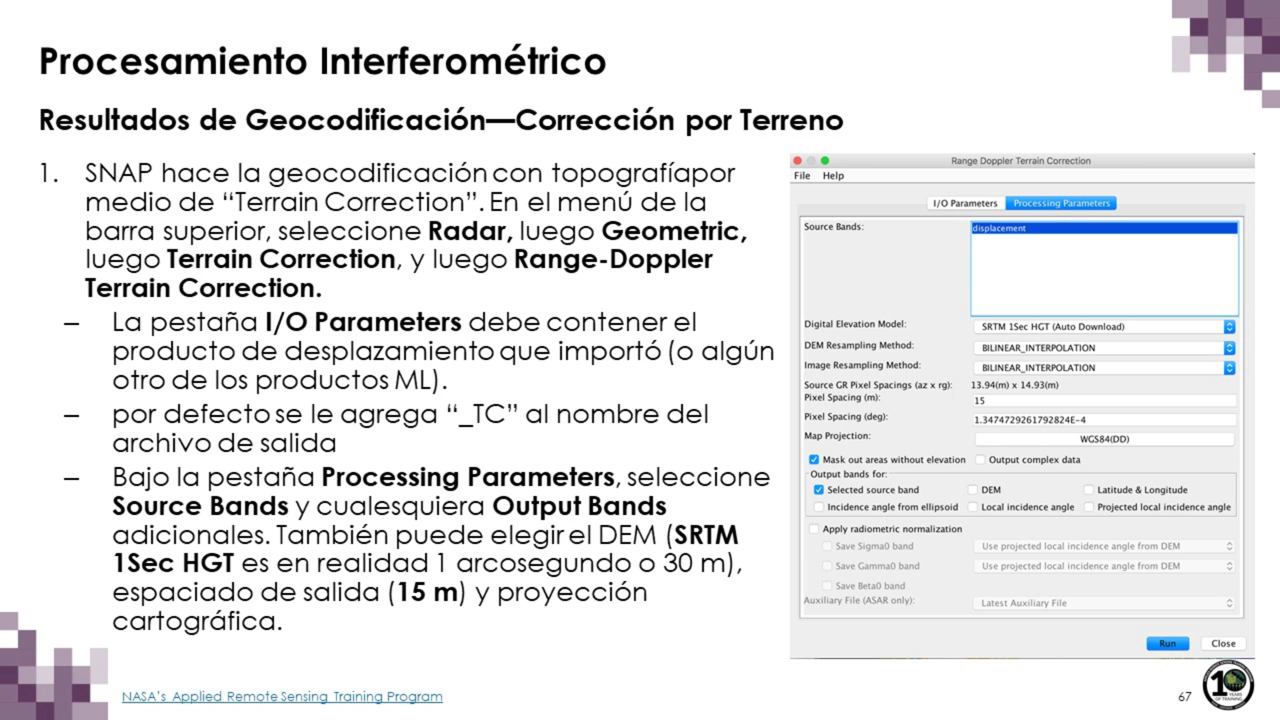 Procesamiento Interferométrico
Resultados de Geocodificación—Corrección por Terreno
1. SNAP hace la geocodificación con topografíapor
medio de “Terrain Correction”. En el menú de la
barra superior, seleccione Radar, luego Geometric,
luego Terrain Correction, y luego Range-Doppler
Terrain Correction.
– La pestaña I/O Parameters debe contener el
producto de desplazamiento que importó (o algún
otro de los productos ML).
– por defecto se le agrega “_TC” al nombre del
archivo de salida
– Bajo la pestaña Processing Parameters, seleccione
Source Bands y cualesquiera Output Bands
adicionales. También puede elegir el DEM (SRTM
1Sec HGT es en realidad 1 arcosegundo o 30 m),
espaciado de salida (15 m) y proyección
cartográfica.
Range Doppler Terrain Correction
File Help
I/O Parameters Processing Parameters
Source Bands: displacement
Digital Elevation Model: SRTM 1Sec HGT (Auto Download)
DEM Resampling Method: BILINEAR_INTERPOLATION
Image Resampling Method: BILINEAR_INTERPOLATION
Source GR Pixel Spacings (az x rg): 13.94(m) x 14.93(m)
Pixel Spacing (m): 15
Pixel Spacing (deg): 1.3474729261792824E-4
Map Projection: WGS84(DD)
Mask out areas without elevation Output complex data
Output bands for:
Selected source band DEM Latitude & Longitude
Incidence angle from ellipsoid Local incidence angle Projected local incidence angle
Apply radiometric normalization
Save Sigma0 band Use projected local incidence angle from DEM
Save Gamma0 band Use projected local incidence angle from DEM
Save Beta0 band
Auxiliary File (ASAR only): Latest Auxiliary File
Run Close
NASA’s Applied Remote Sensing Training Program
67
10
YEARS
OF TRAINING